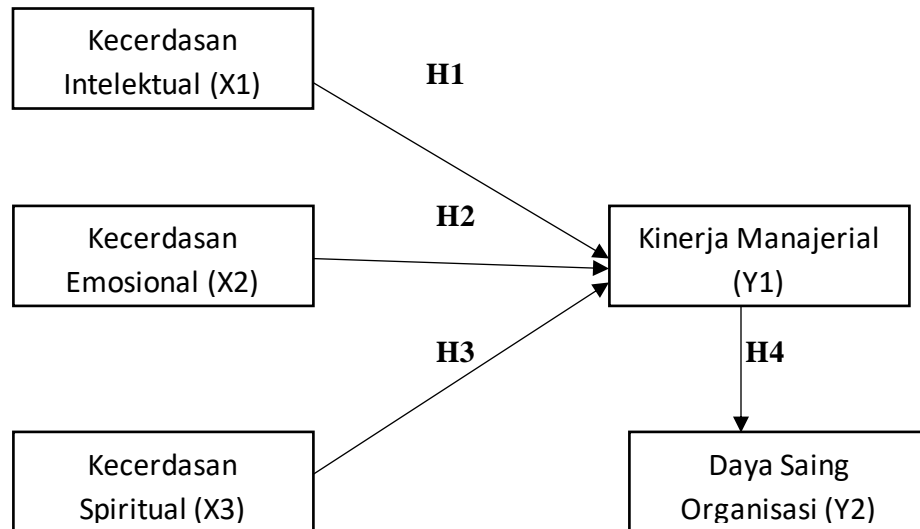 Kecerdasan
Intelektual (X1)
H1
Kecerdasan
Emosional (X2)
H2
Kinerja Manajerial
(Y1)
H3
H4
Kecerdasan
Spiritual (X3)
Daya Saing
Organisasi (Y2)